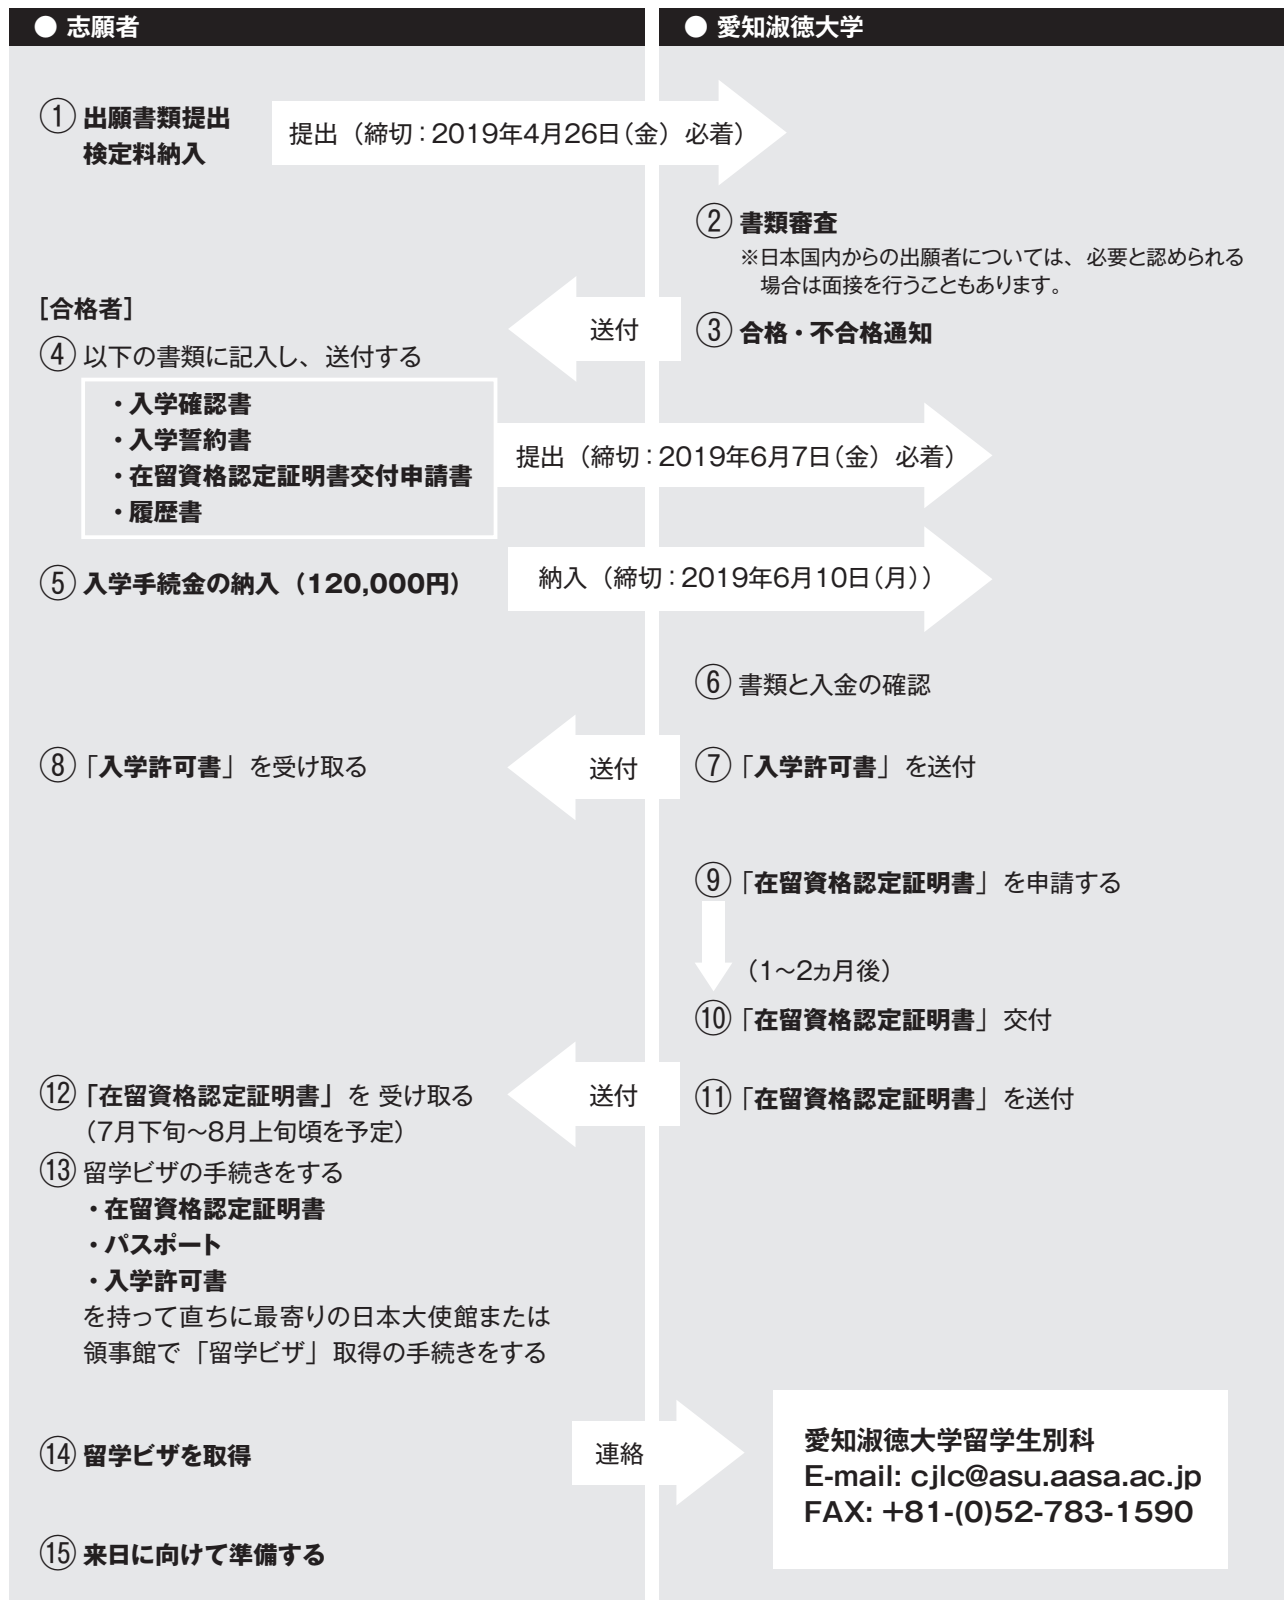 ● 志願者
● 愛知淑徳大学
① 出願書類提出
検定料納入
提出（締切：2019年4月26日（金）必着）
② 書類審査
※日本国内からの出願者については、必要と認められる
場合は面接を行うこともあります。
送付
③ 合格・不合格通知
［合格者］
④ 以下の書類に記入し、送付する
・入学確認書
・入学誓約書
・在留資格認定証明書交付申請書
・履歴書
提出（締切：2019年6月7日（金）必着）
⑤ 入学手続金の納入（120,000円）
納入（締切：2019年6月10日（月））
⑥ 書類と入金の確認
⑧「入学許可書」を受け取る
送付
⑦「入学許可書」を送付
⑨「在留資格認定証明書」を申請する
（1～2ヵ月後）
⑩「在留資格認定証明書」交付
⑫「在留資格認定証明書」を 受け取る
（7月下旬～8月上旬頃を予定）
送付
⑪「在留資格認定証明書」を送付
⑬ 留学ビザの手続きをする
・在留資格認定証明書
・パスポート
・入学許可書
を持って直ちに最寄りの日本大使館または
領事館で「留学ビザ」取得の手続きをする
⑭ 留学ビザを取得
連絡
愛知淑徳大学留学生別科
E-mail: cjlc@asu.aasa.ac.jp
FAX: +81-(0)52-783-1590
⑮ 来日に向けて準備する